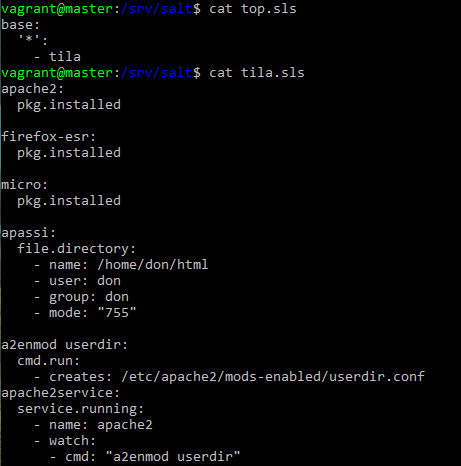 vagrant@master:/srv/salt$ cat top.sls
base:
  '*':
    - tila
vagrant@master:/srv/salt$ cat tila.sls
apache2:
  pkg.installed

firefox-esr:
  pkg.installed

micro:
  pkg.installed

apassi:
  file.directory:
    - name: /home/don/html
    - user: don
    - group: don
    - mode: "755"

a2enmod userdir:
  cmd.run:
    - creates: /etc/apache2/mods-enabled/userdir.conf
apache2service:
  service.running:
    - name: apache2
    - watch:
      - cmd: "a2enmod userdir"